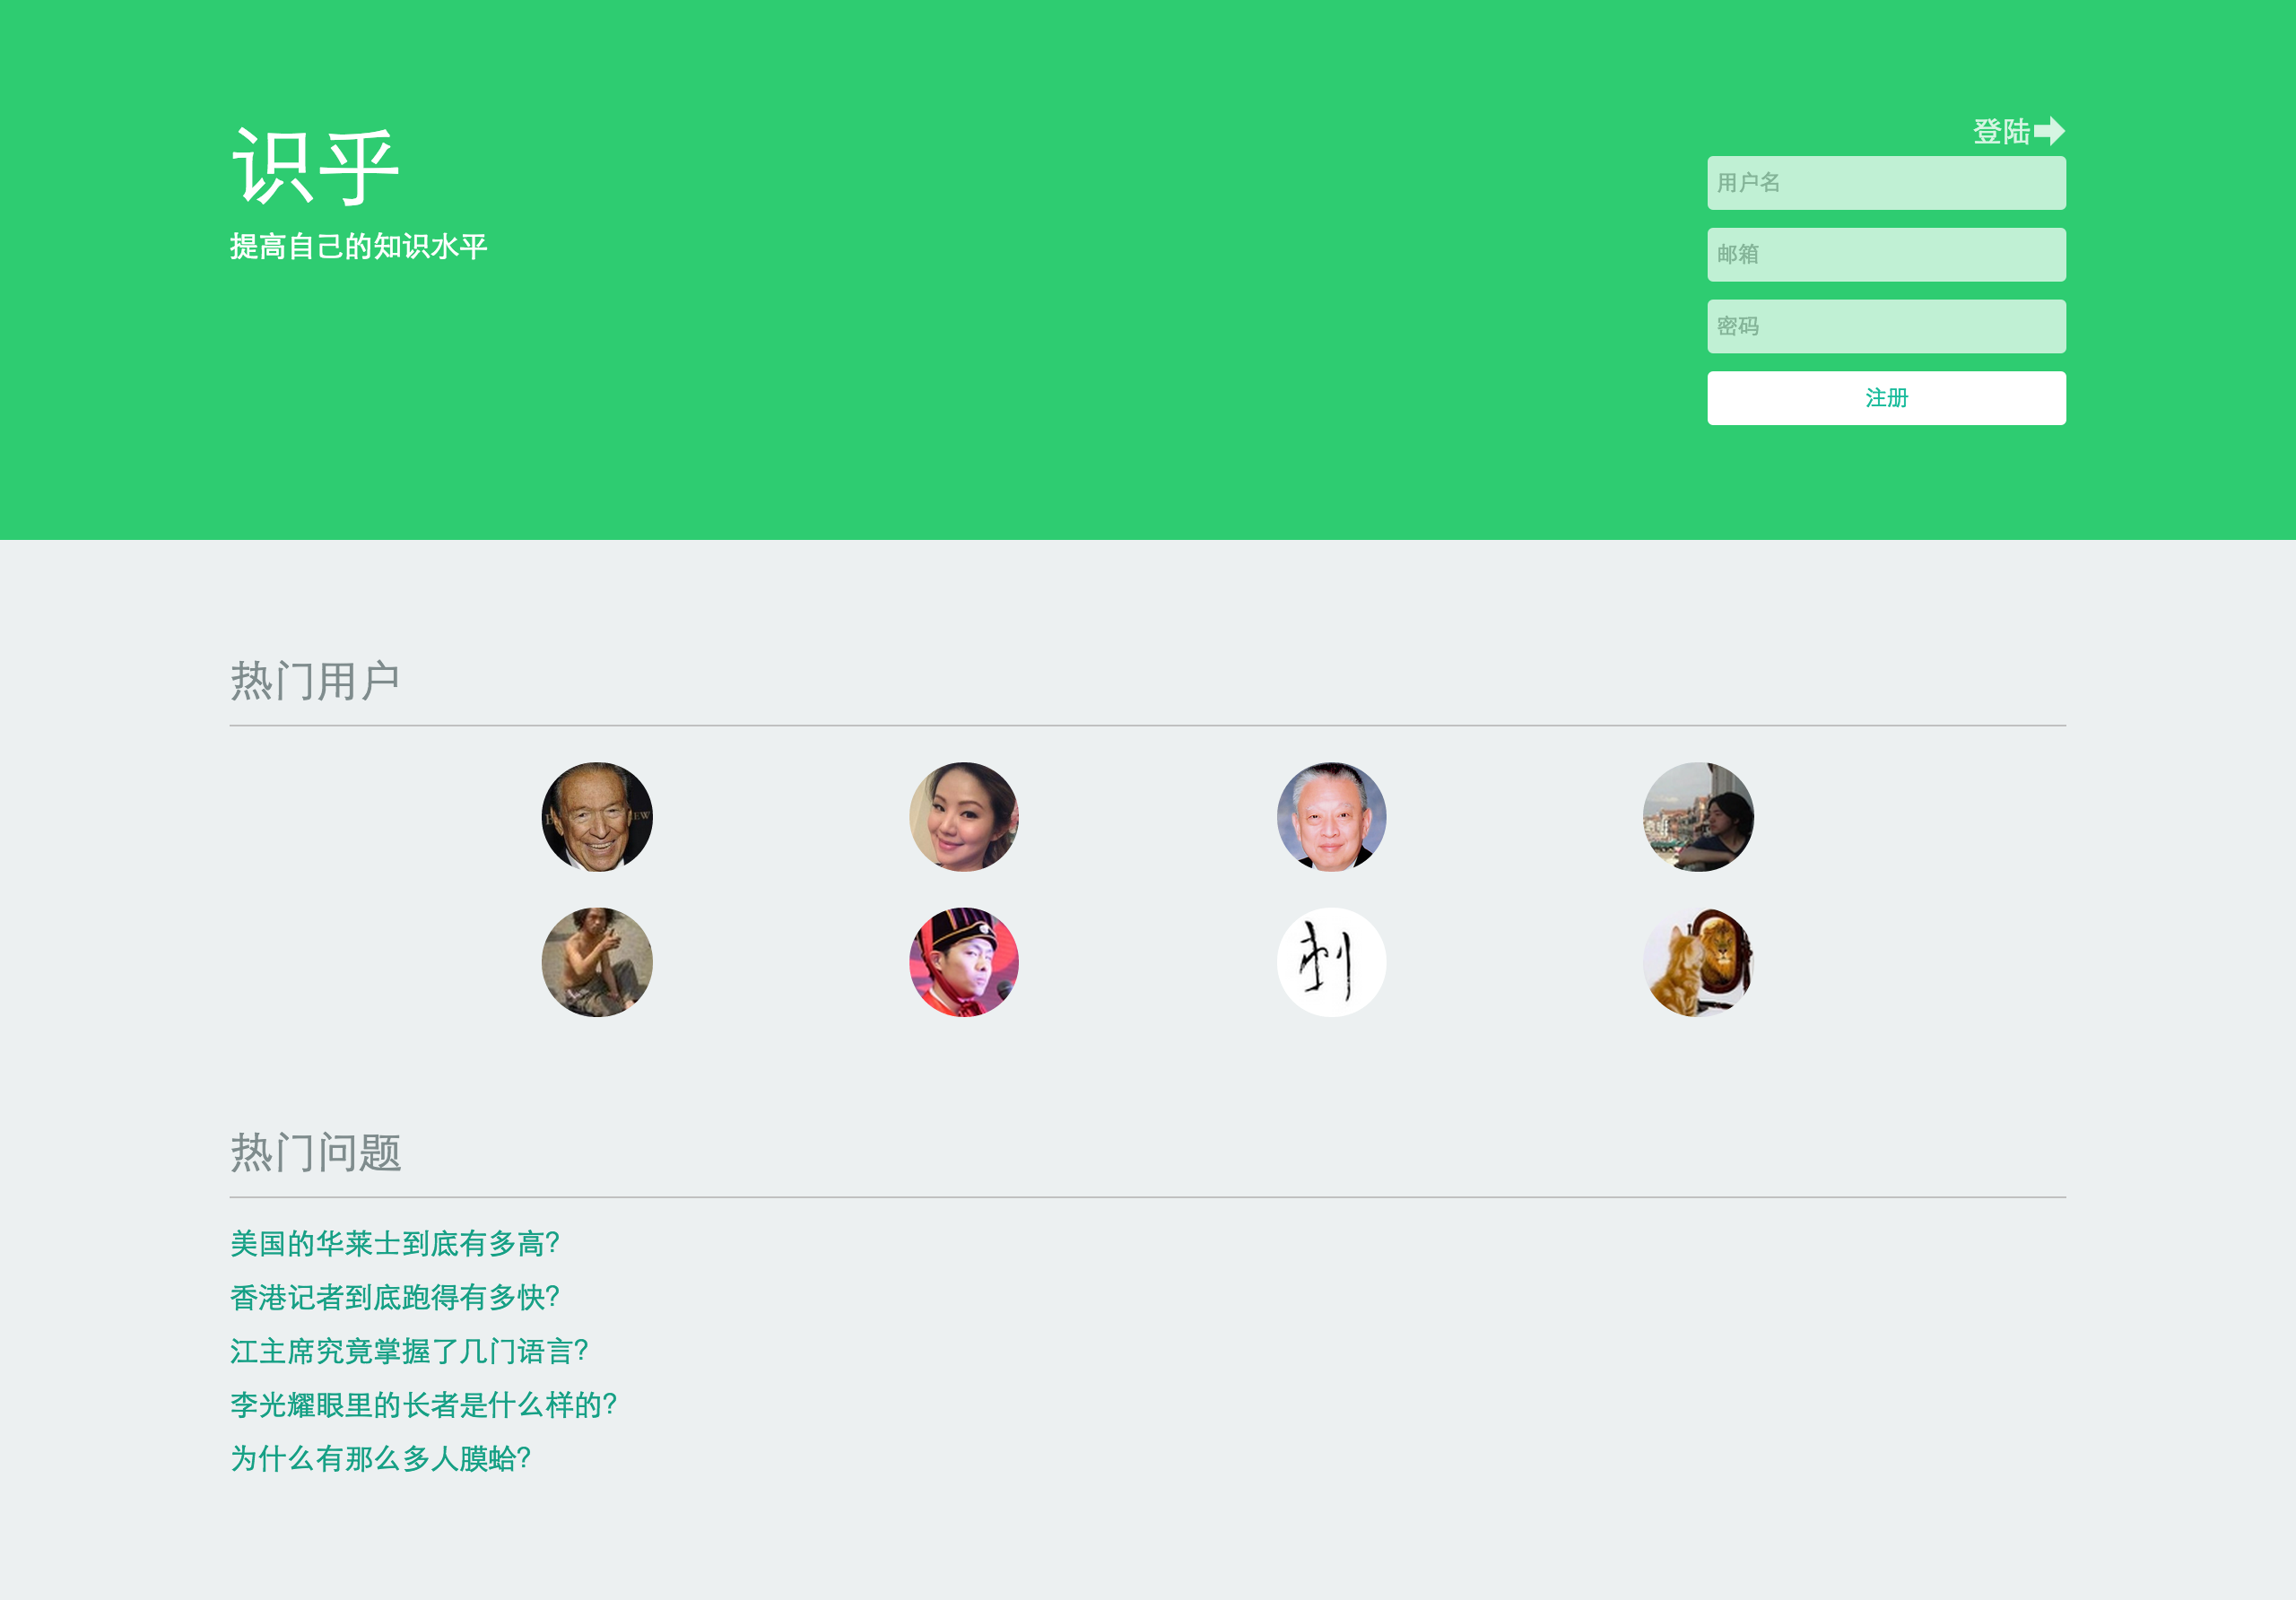 识乎
提高自己的知识水平
登陆
用户名
邮箱
密码
注册
热门用户
刺
热门问题
美国的华莱士到底有多高?
香港记者到底跑得有多快?
江主席究竟掌握了几门语言?
李光耀眼里的长者是什么样的?
为什么有那么多人膜蛤?